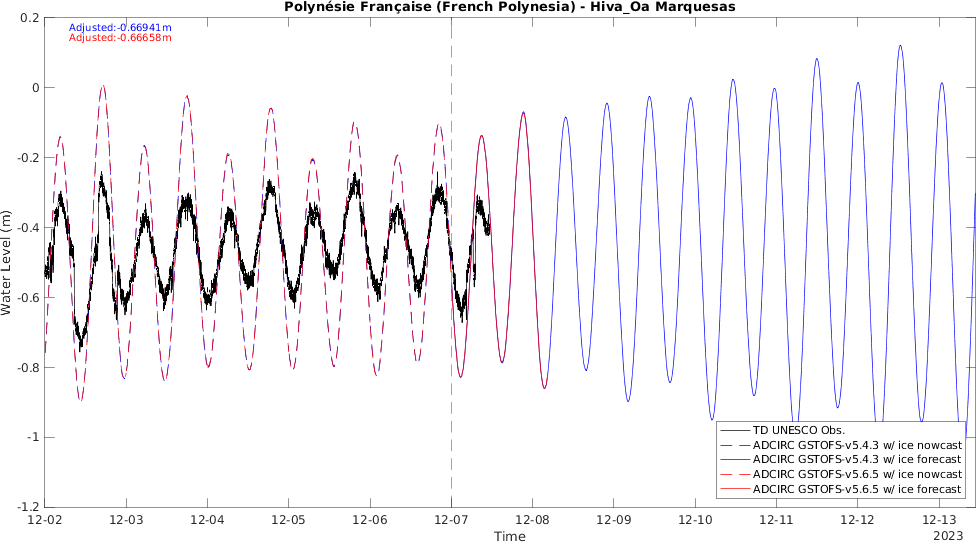 Polynésie Française (French Polynesia) - Hiva_Oa Marquesas
Adjusted:-0.66941m
Adjusted:-0.66658m
Water Level (m)
0.2
0
-0.2
-0.4
-0.6
-0.8
-1
-1.2
TD UNESCO Obs.
ADCIRC GSTOFS-v5.4.3 w/ ice nowcast
ADCIRC GSTOFS-v5.4.3 w/ ice forecast
ADCIRC GSTOFS-v5.6.5 w/ ice nowcast
ADCIRC GSTOFS-v5.6.5 w/ ice forecast
12-02 12-03 12-04 12-05 12-06 12-07 12-08 12-09 12-10 12-11 12-12 12-13
2023
Time